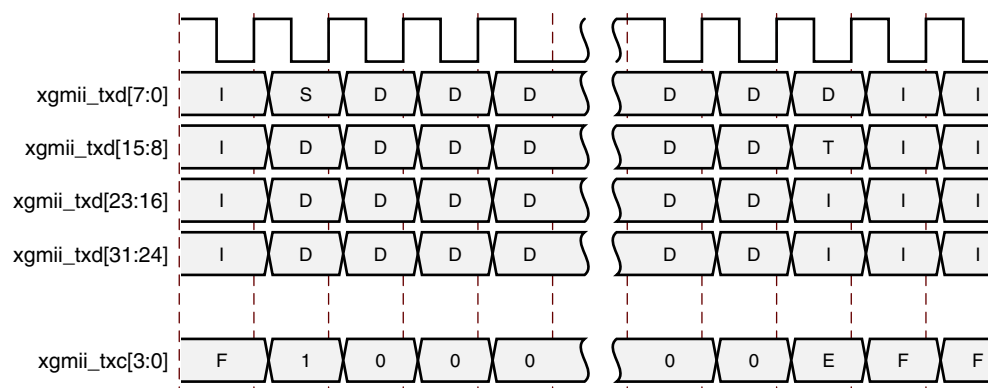 xgmii_txd[7:0] I S D D D D D D I I
xgmii_txd[15:8] I D D D D D D T I I
xgmii_txd[23:16] I D D D D D D I I I
xgmii_txd[31:24] I D D D D D D I I I
xgmii_txc[3:0] F 1 0 0 0 0 0 E F F